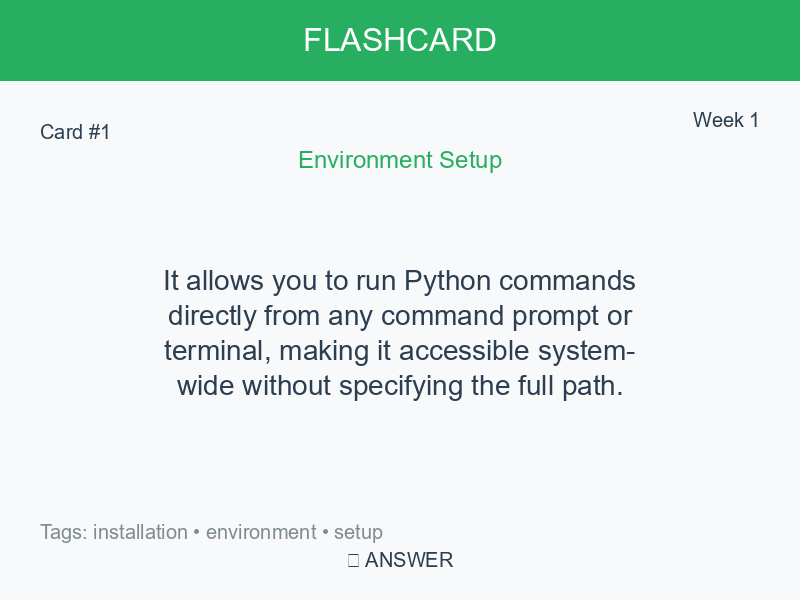 FLASHCARD
Card #1
Week 1
Environment Setup
It allows you to run Python commands
directly from any command prompt or
terminal, making it accessible system-
wide without specifying the full path.
Tags: installation • environment • setup
ANSWER